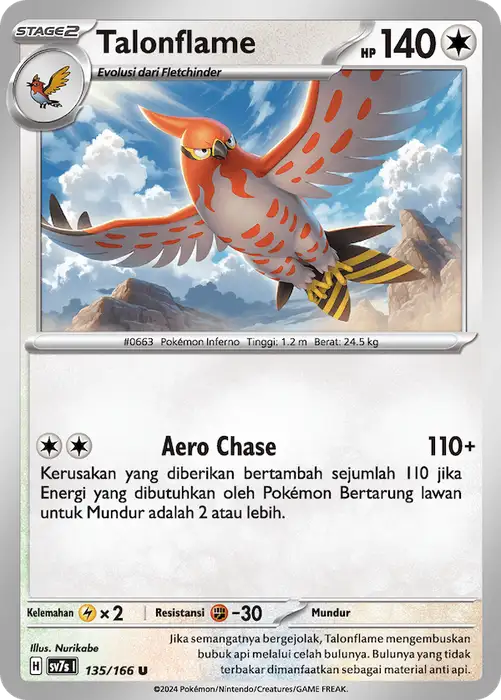 STAGE2 Talonflame HP 140
Evolusi dari Fletchinder
#0663 Pokémon Inferno Tinggi: 1.2 m Berat: 24.5 kg
Aero Chase 110+
Kerusakan yang diberikan bertambah sejumlah 110 jika
Energi yang dibutuhkan oleh Pokémon Bertarung lawan
untuk Mundur adalah 2 atau lebih.
Kelemahan ×2 Resistansi -30 Mundur
Jika semangatnya bergejolak, Talonflame mengembuskan
bubuk api melalui celah bulunya. Bulunya yang tidak
terbakar dimanfaatkan sebagai material anti api.
Illus. Nurikabe
H sv7s I 135/166 U
©2024 Pokémon/Nintendo/Creatures/GAME FREAK.